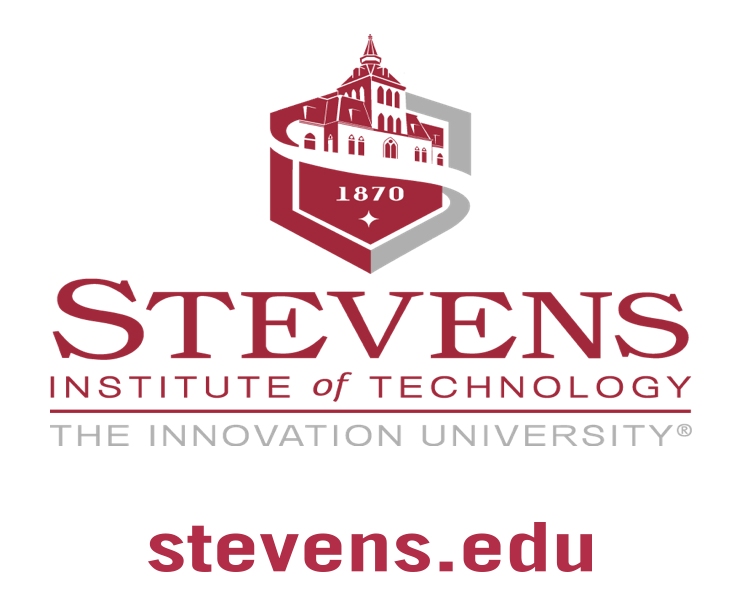 1870
STEVENS
INSTITUTE of TECHNOLOGY
THE INNOVATION UNIVERSITY®
stevens.edu